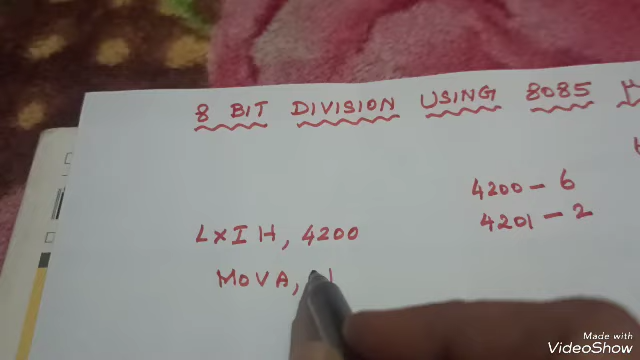 8 BIT DIVISION USING 8085
4200 - 6
4201 - 2
LXI H, 4200
MOV A,
Made with
VideoShow